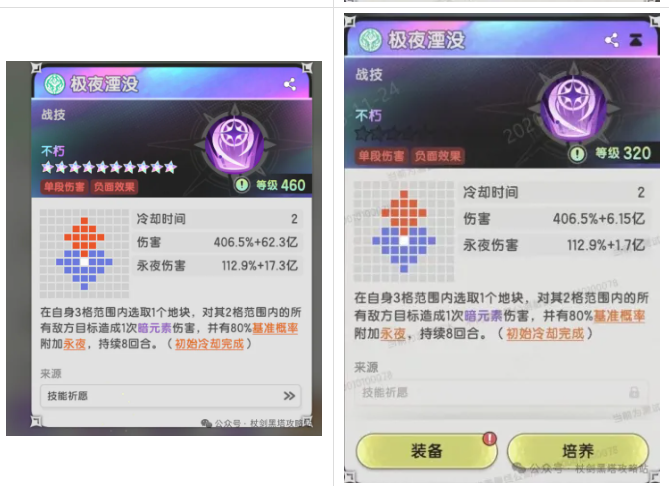 极夜湮没
战技
不朽
单段伤害 负面效果
等级 460
冷却时间 2
伤害 406.5%+62.3亿
永夜伤害 112.9%+17.3亿
在自身3格范围内选取1个地块，对其2格范围内的所
有敌方目标造成1次暗元素伤害，并有80%基准概率
附加永夜，持续8回合。（初始冷却完成）
来源
技能祈愿
公众号·杖剑黑塔攻略站
极夜湮没
战技
不朽
单段伤害 负面效果
等级 320
冷却时间 2
伤害 406.5%+6.15亿
永夜伤害 112.9%+1.7亿
在自身3格范围内选取1个地块，对其2格范围内的所
有敌方目标造成1次暗元素伤害，并有80%基准概率
附加永夜，持续8回合。（初始冷却完成）
来源
技能祈愿
装备 培养
公众号·杖剑黑塔攻略站